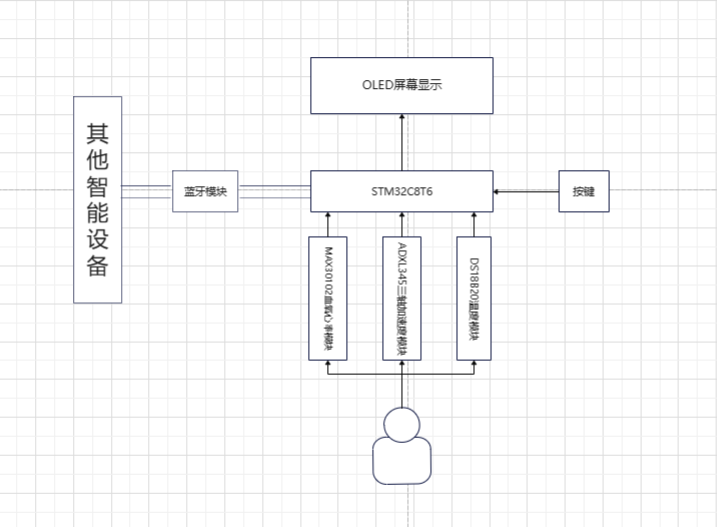 OLED屏幕显示
其他智能设备
蓝牙模块
STM32C8T6
按键
MAX30102血氧心率模块
ADXL345三轴加速度模块
DS18B20温度模块